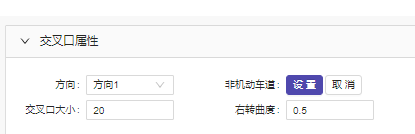 交叉口属性
方向： 方向1 非机动车道： 设 置 取 消
交叉口大小： 20 右转曲度： 0.5